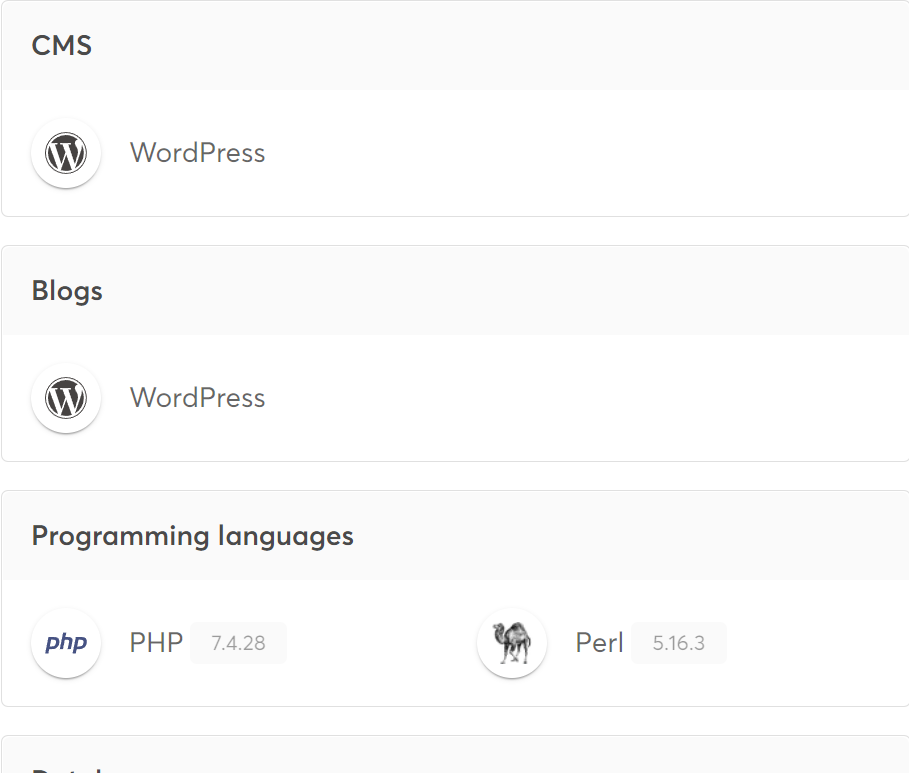 CMS
WordPress
Blogs
WordPress
Programming languages
php PHP 7.4.28 Perl 5.16.3